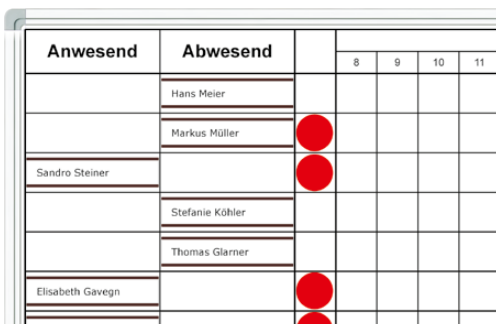 Anwesend Abwesend
8 9 10 11
Hans Meier
Markus Müller
Sandro Steiner
Stefanie Köhler
Thomas Glarner
Elisabeth Gavegn